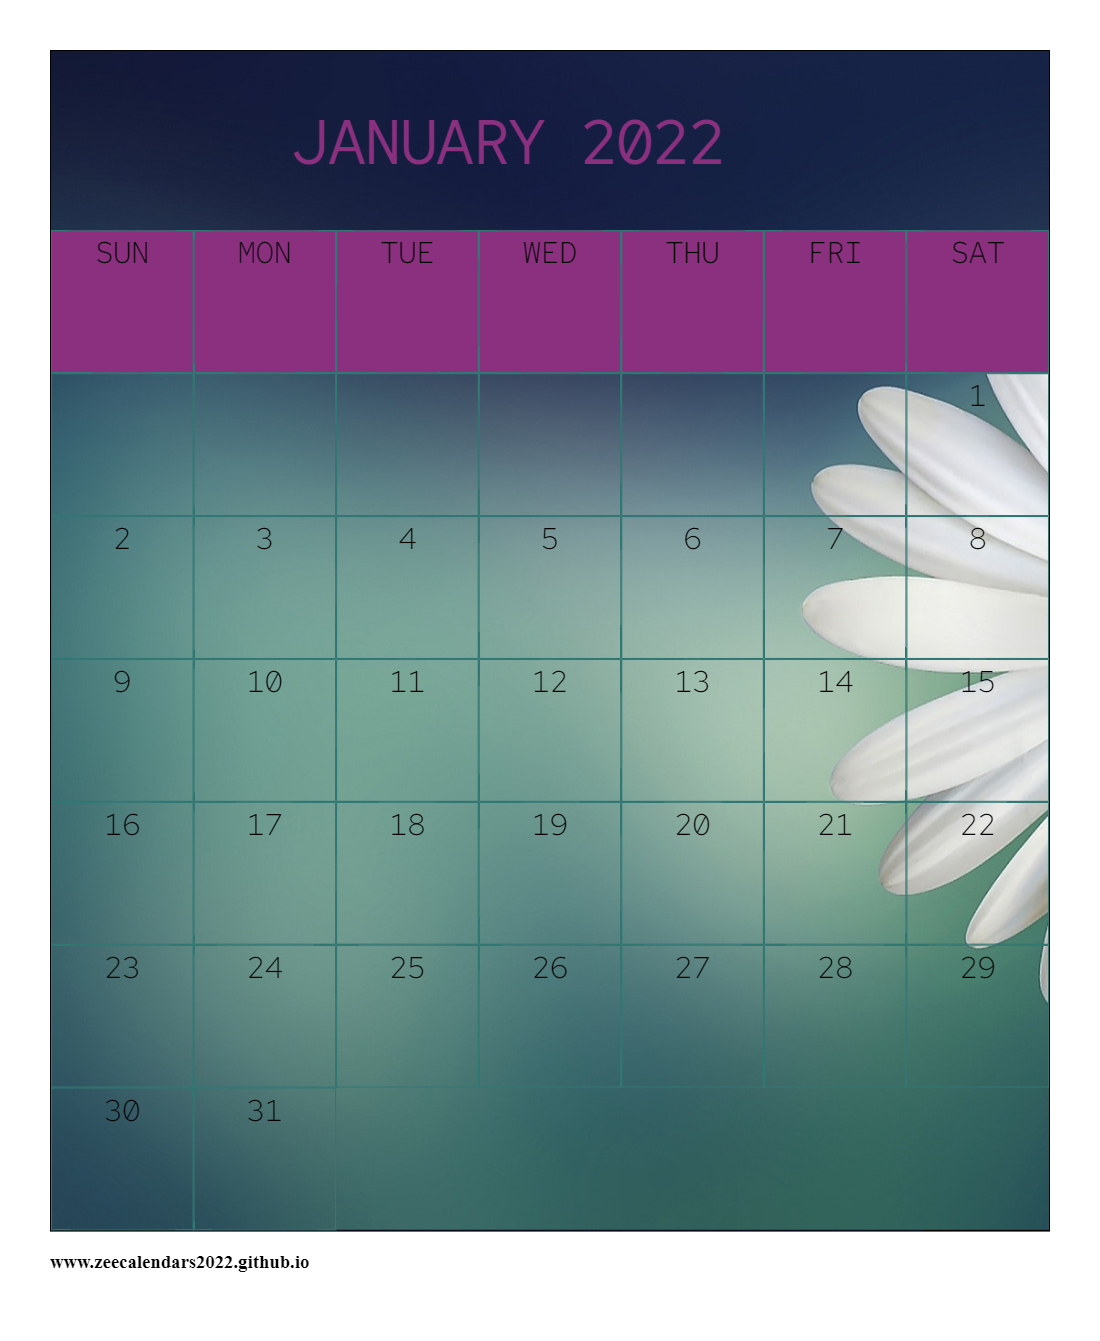 JANUARY 2022
SUN MON TUE WED THU FRI SAT
1
2 3 4 5 6 7 8
9 10 11 12 13 14 15
16 17 18 19 20 21 22
23 24 25 26 27 28 29
30 31
www.zeecalendars2022.github.io